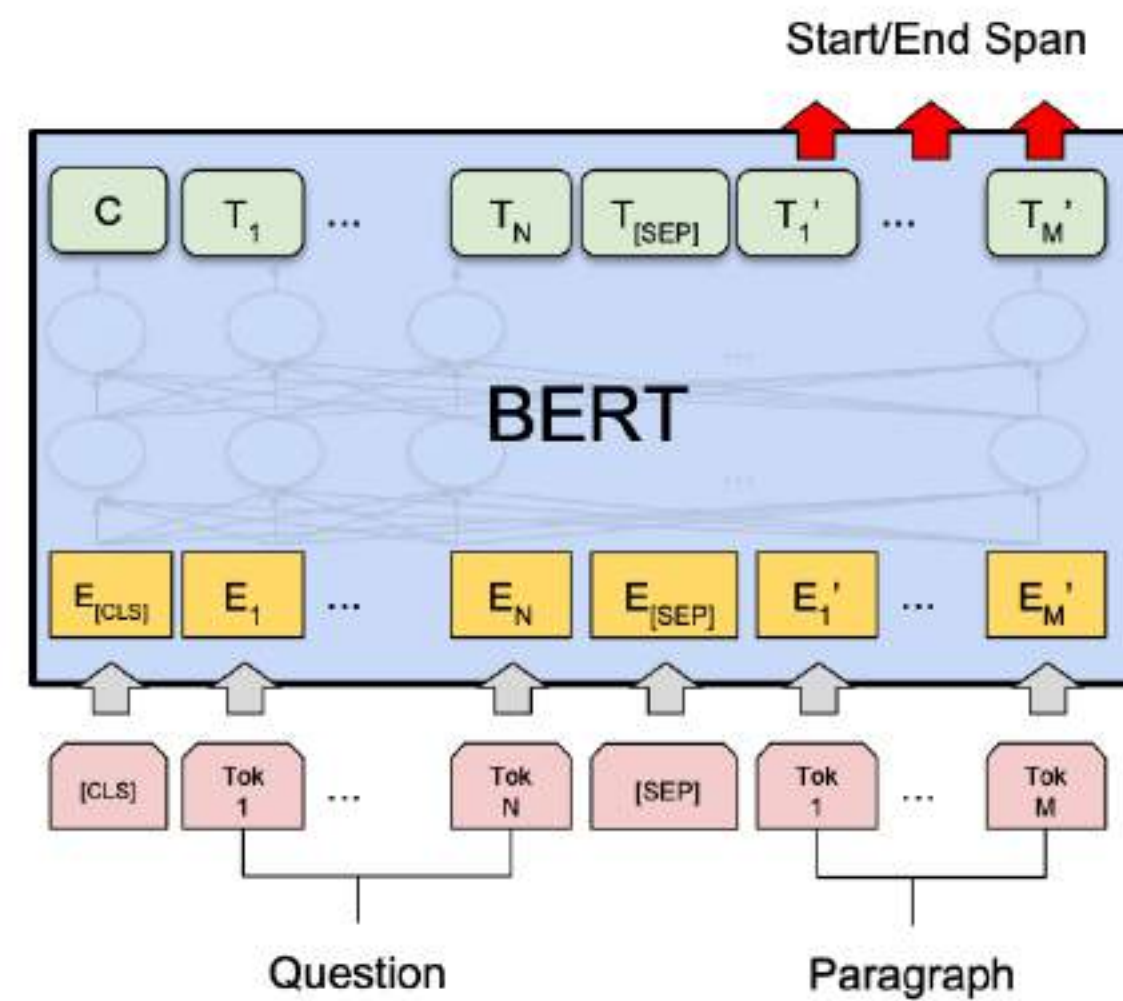 Start/End Span
C T1 ... TN T[SEP] T1' ... TM'
...
BERT
...
E[CLS] E1 ... EN E[SEP] E1' ... EM'
[CLS] Tok 1 ... Tok N [SEP] Tok 1 ... Tok M
Question Paragraph